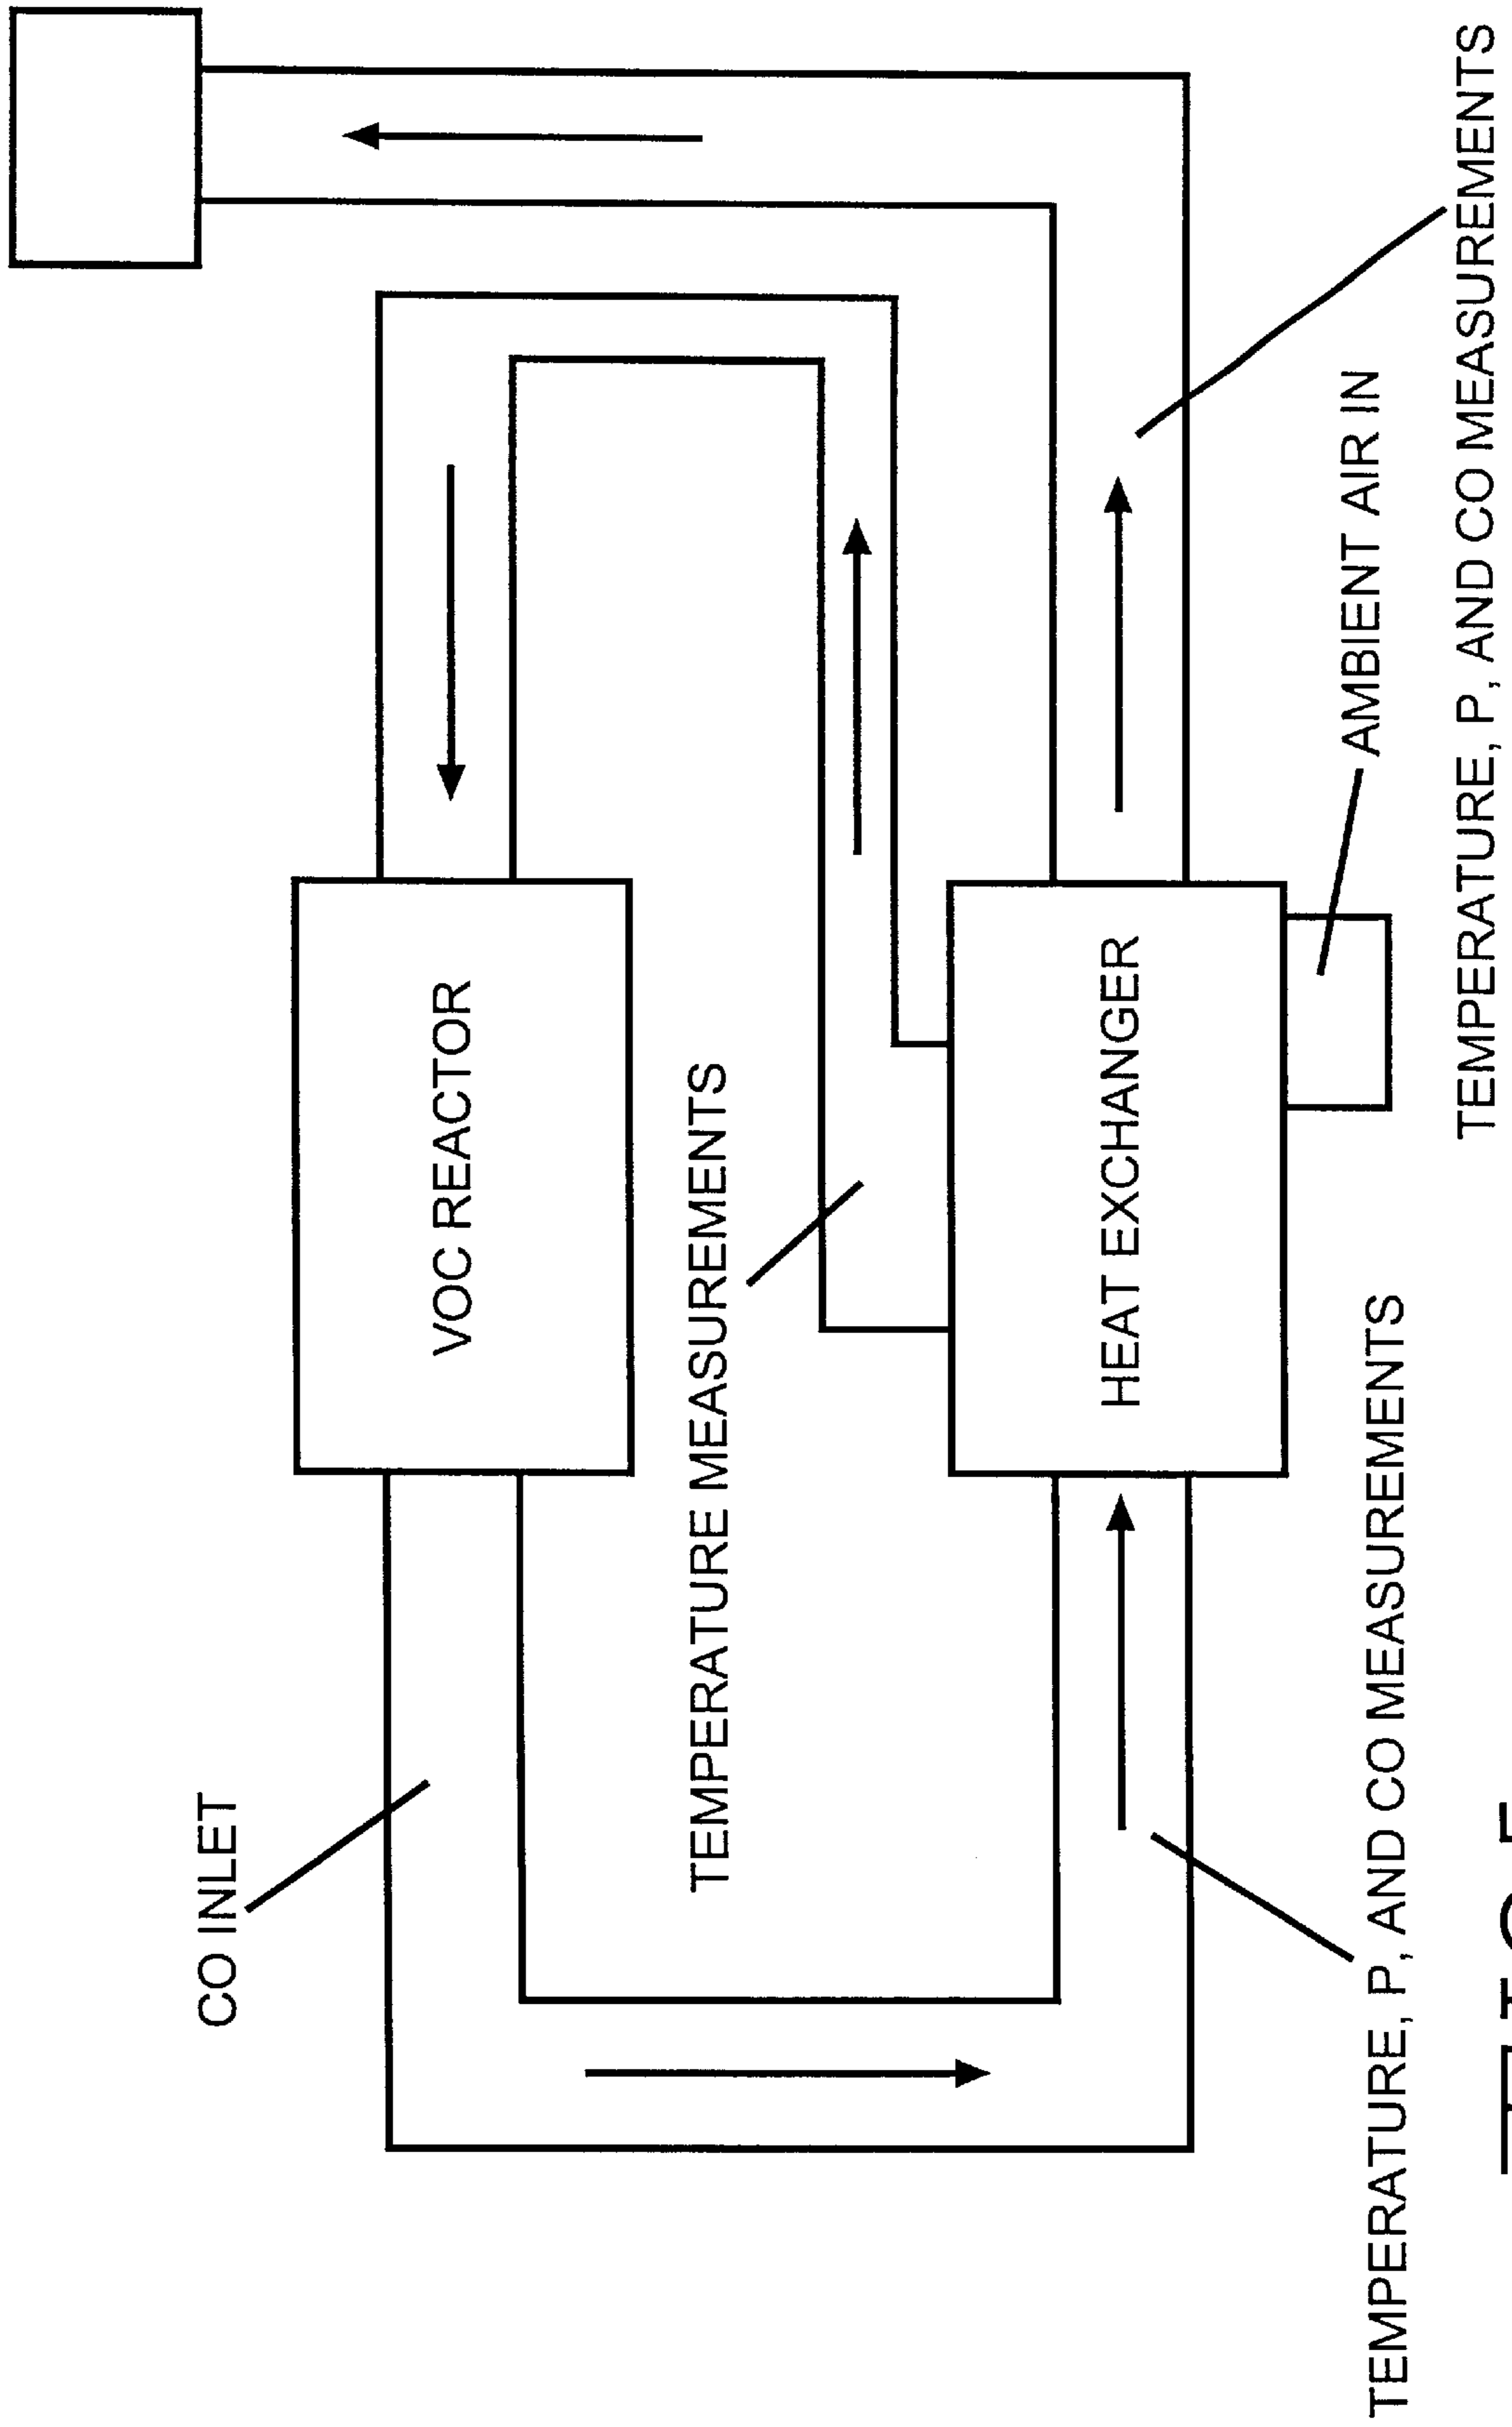 CO INLET
VOC REACTOR
TEMPERATURE MEASUREMENTS
HEAT EXCHANGER
AMBIENT AIR IN
TEMPERATURE, P, AND CO MEASUREMENTS
TEMPERATURE, P, AND CO MEASUREMENTS